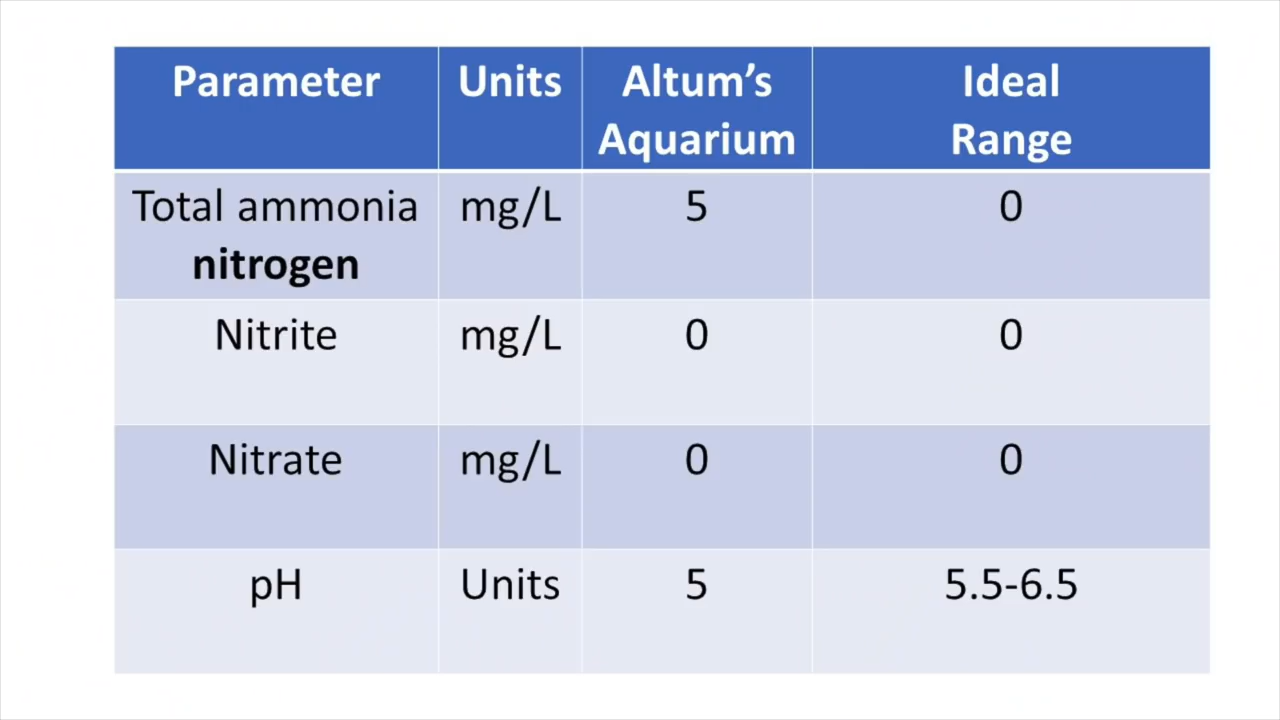 Parameter Units Altum’s Aquarium Ideal Range
Total ammonia nitrogen mg/L 5 0
Nitrite mg/L 0 0
Nitrate mg/L 0 0
pH Units 5 5.5-6.5